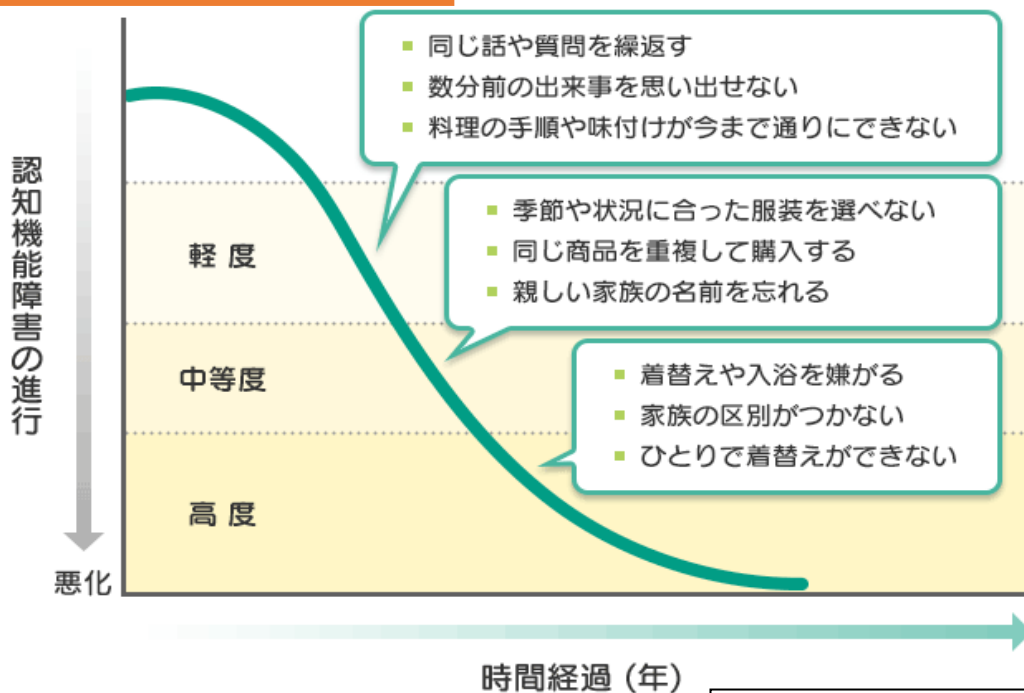 同じ話や質問を繰返す
数分前の出来事を思い出せない
料理の手順や味付けが今まで通りにできない
季節や状況に合った服装を選べない
同じ商品を重複して購入する
親しい家族の名前を忘れる
着替えや入浴を嫌がる
家族の区別がつかない
ひとりで着替えができない
認知機能障害の進行
軽度
中等度
高度
悪化
時間経過(年)